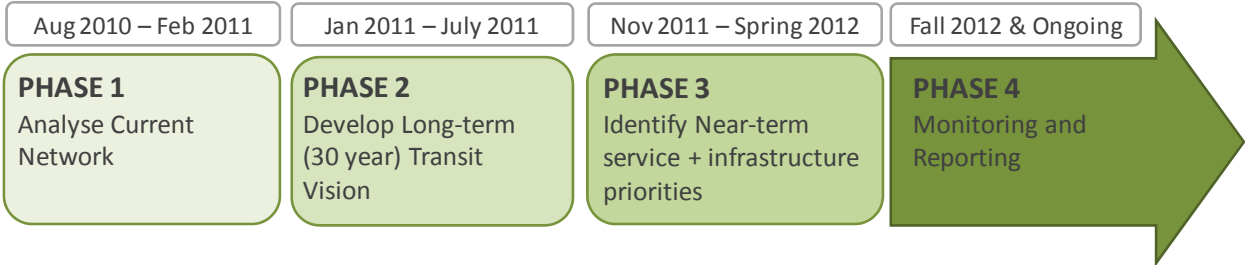 Aug 2010 – Feb 2011
Jan 2011 – July 2011
Nov 2011 – Spring 2012
Fall 2012 & Ongoing
PHASE 1
Analyse Current
Network
PHASE 2
Develop Long-term
(30 year) Transit
Vision
PHASE 3
Identify Near-term
service + infrastructure
priorities
PHASE 4
Monitoring and
Reporting